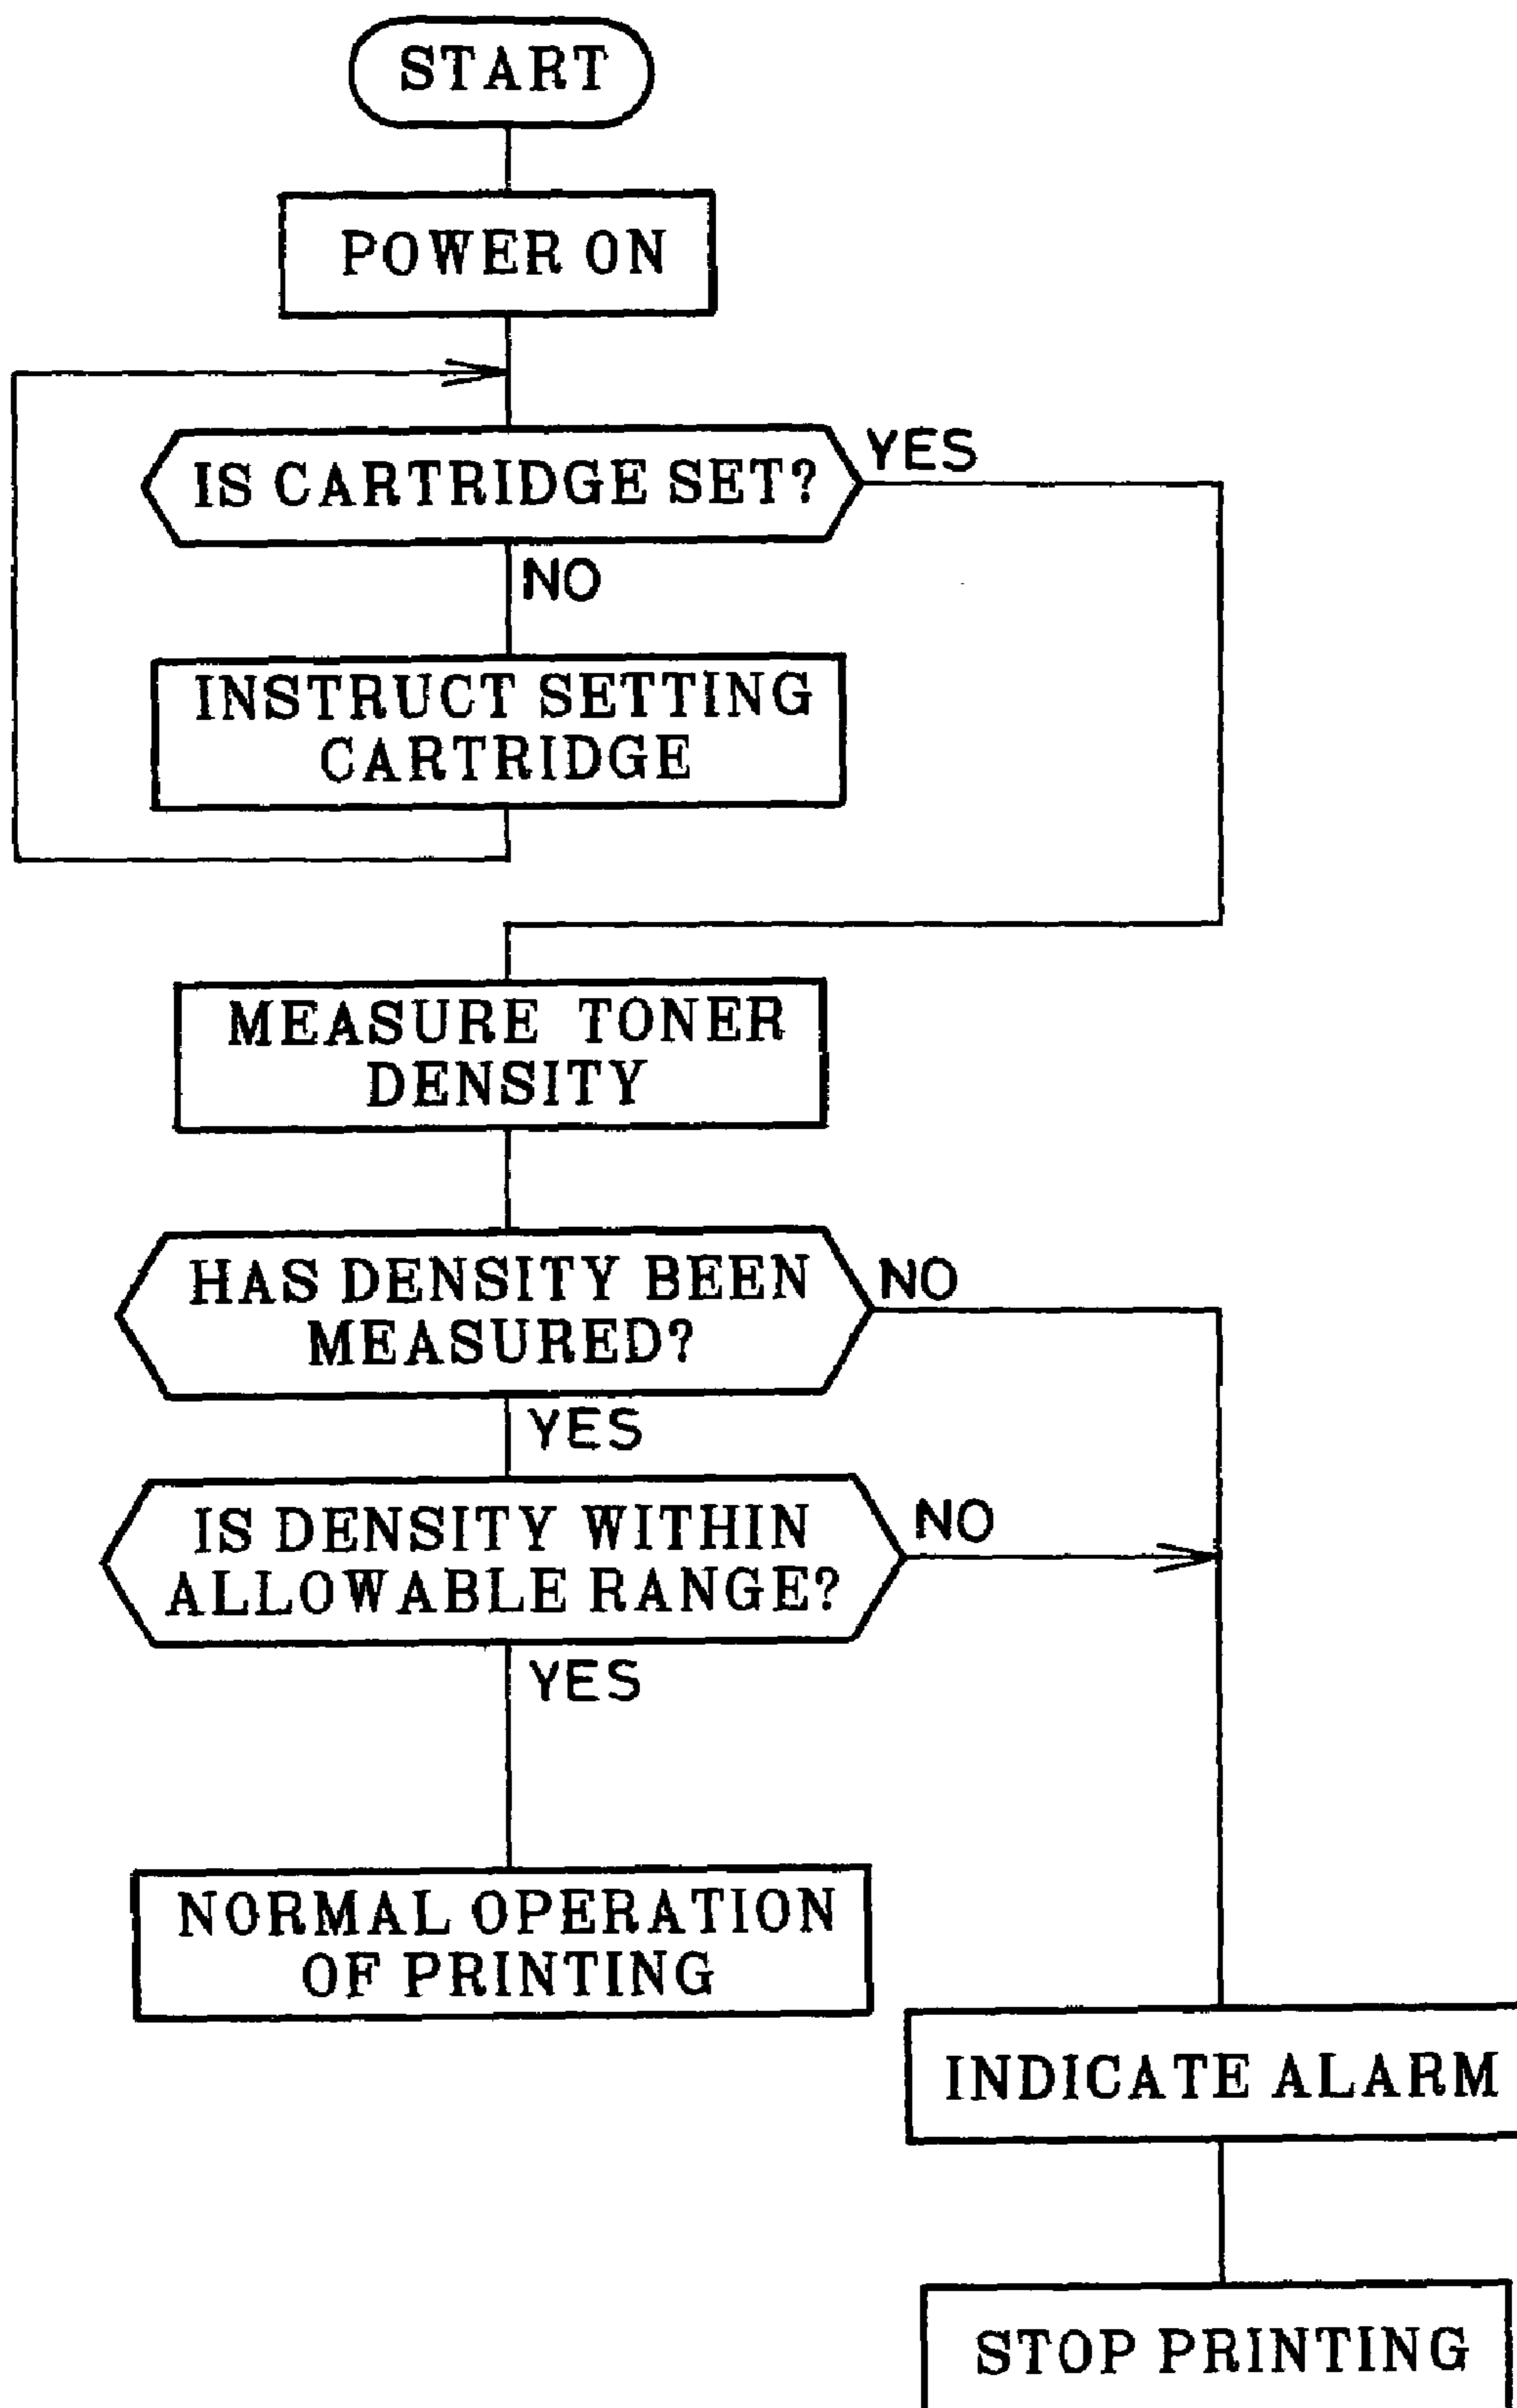 START
POWER ON
IS CARTRIDGE SET?
YES
NO
INSTRUCT SETTING
CARTRIDGE
MEASURE TONER
DENSITY
HAS DENSITY BEEN
MEASURED?
NO
YES
IS DENSITY WITHIN
ALLOWABLE RANGE?
NO
YES
NORMAL OPERATION
OF PRINTING
INDICATE ALARM
STOP PRINTING